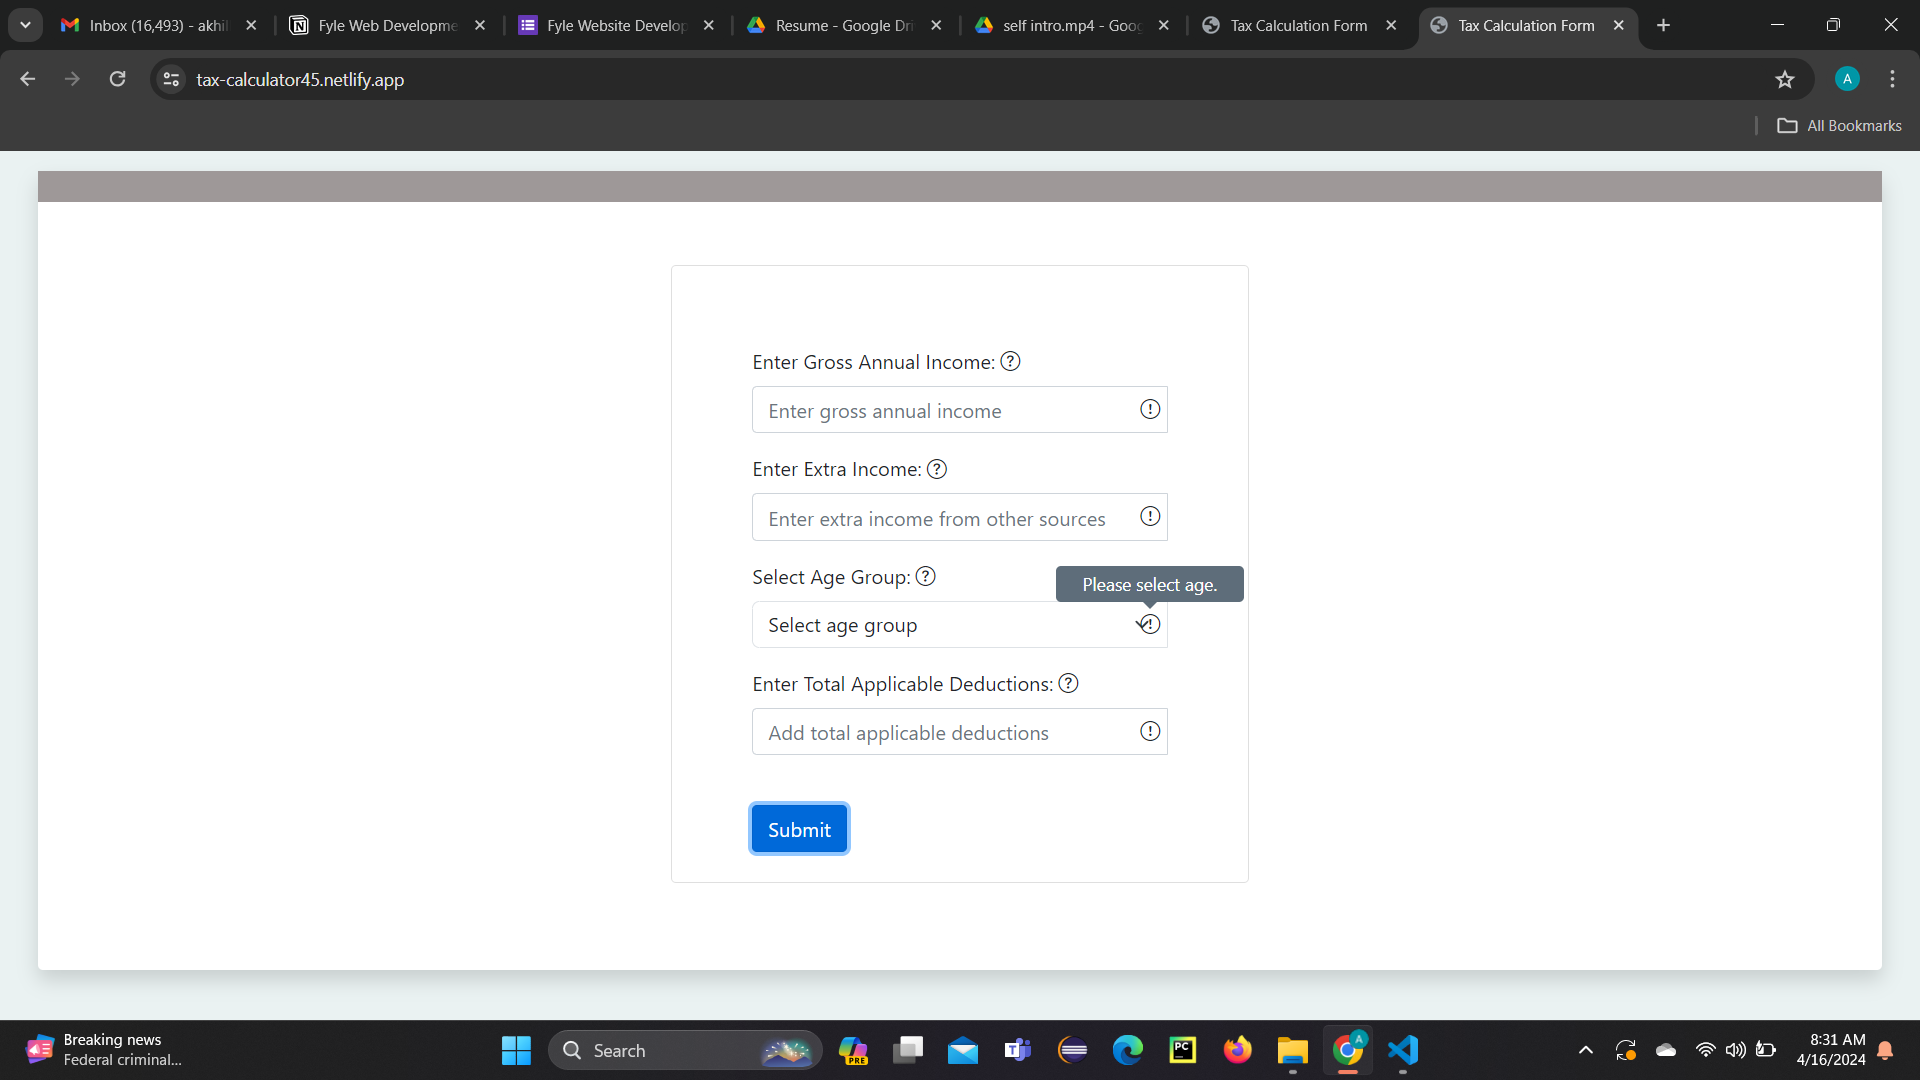 Inbox (16,493) - akhil
Fyle Web Developme
Fyle Website Develop
Resume - Google Dri
self intro.mp4 - Goog
Tax Calculation Form
Tax Calculation Form
tax-calculator45.netlify.app
A
All Bookmarks
Enter Gross Annual Income: ?
Enter gross annual income !
Enter Extra Income: ?
Enter extra income from other sources !
Select Age Group: ?
Please select age.
Select age group !
Enter Total Applicable Deductions: ?
Add total applicable deductions !
Submit
Breaking news
Federal criminal...
Search
PRE
PC
A
8:31 AM
4/16/2024